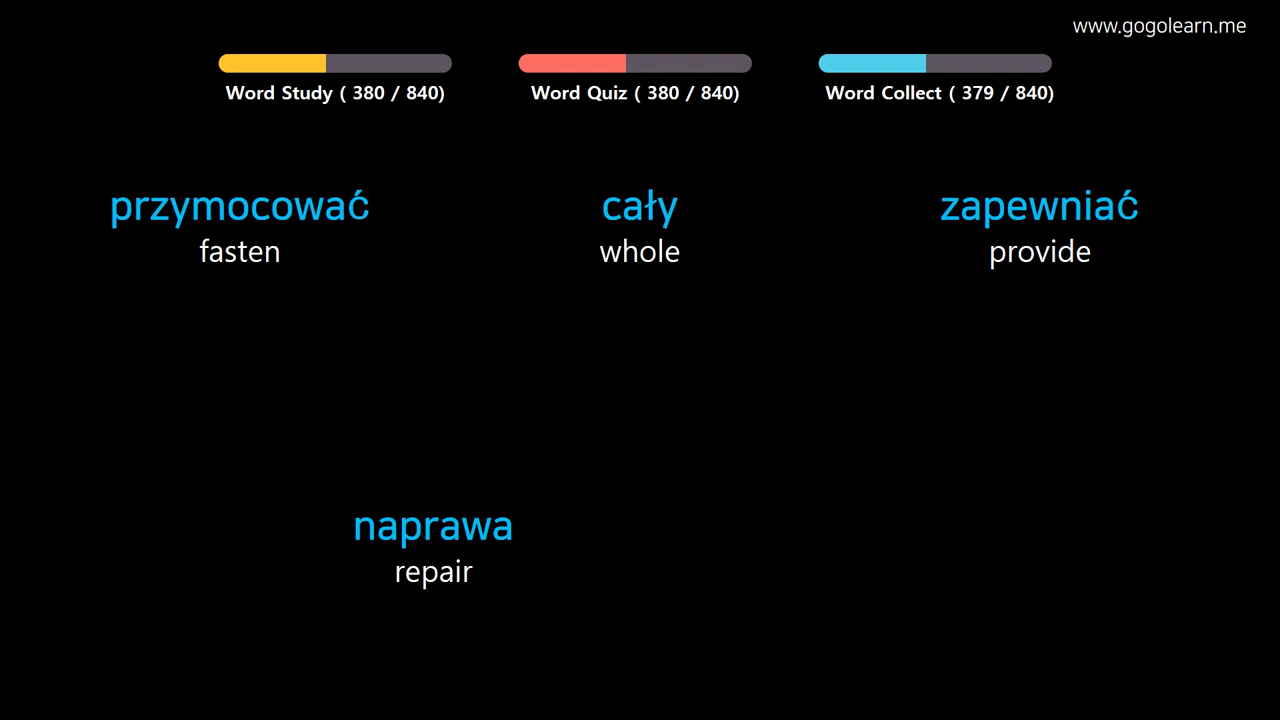 www.gogolearn.me
Word Study ( 380 / 840)
Word Quiz ( 380 / 840)
Word Collect ( 379 / 840)
przymocować
fasten
cały
whole
zapewniać
provide
naprawa
repair